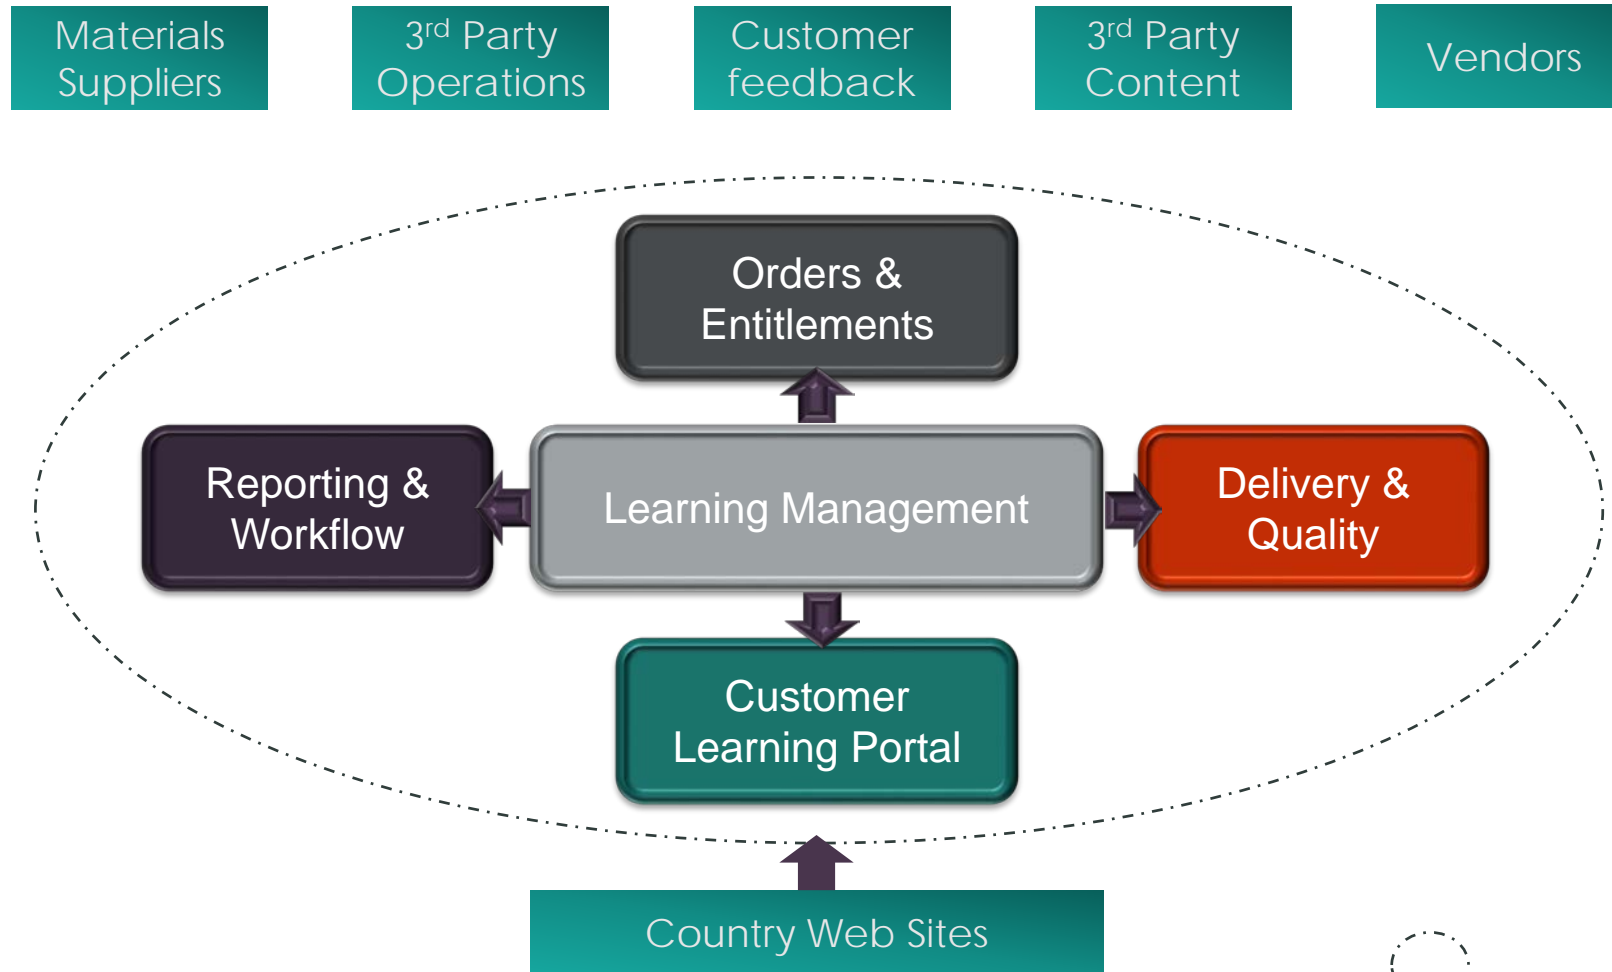 Materials
Suppliers
3rd Party
Operations
Customer
feedback
3rd Party
Content
Vendors
Orders &
Entitlements
Reporting &
Workflow
Learning Management
Delivery &
Quality
Customer
Learning Portal
Country Web Sites